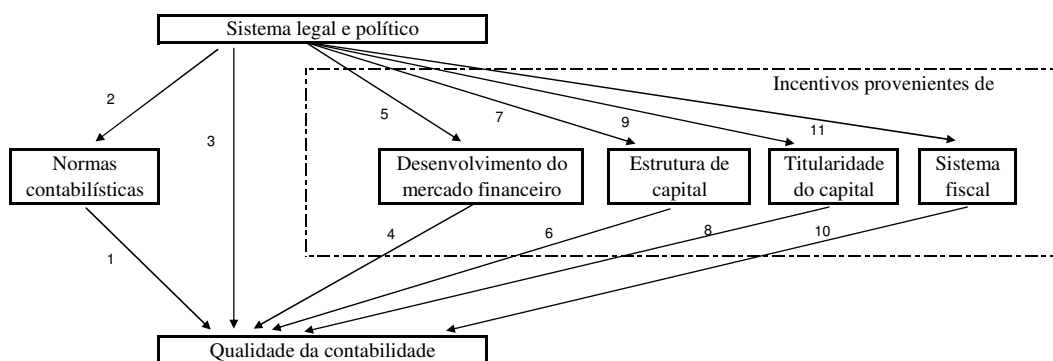 Sistema legal e político
Incentivos provenientes de
2
3
5
7
9
11
Normas
contabilísticas
Desenvolvimento do
mercado financeiro
Estrutura de
capital
Titularidade
do capital
Sistema
fiscal
1
4
6
8
10
Qualidade da contabilidade